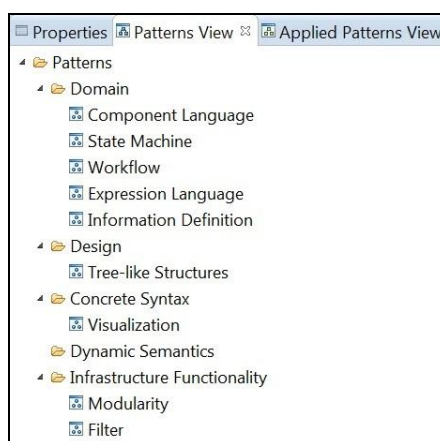 Properties Patterns View Applied Patterns View
Patterns
Domain
Component Language
State Machine
Workflow
Expression Language
Information Definition
Design
Tree-like Structures
Concrete Syntax
Visualization
Dynamic Semantics
Infrastructure Functionality
Modularity
Filter